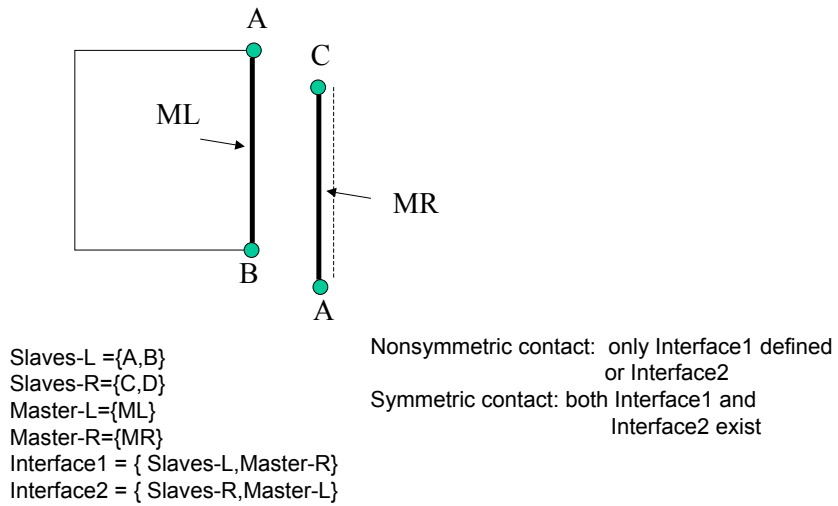 A
C
ML
MR
B
A
Slaves-L ={A,B}
Slaves-R={C,D}
Master-L={ML}
Master-R={MR}
Interface1 = { Slaves-L,Master-R}
Interface2 = { Slaves-R,Master-L}
Nonsymmetric contact: only Interface1 defined
or Interface2
Symmetric contact: both Interface1 and
Interface2 exist